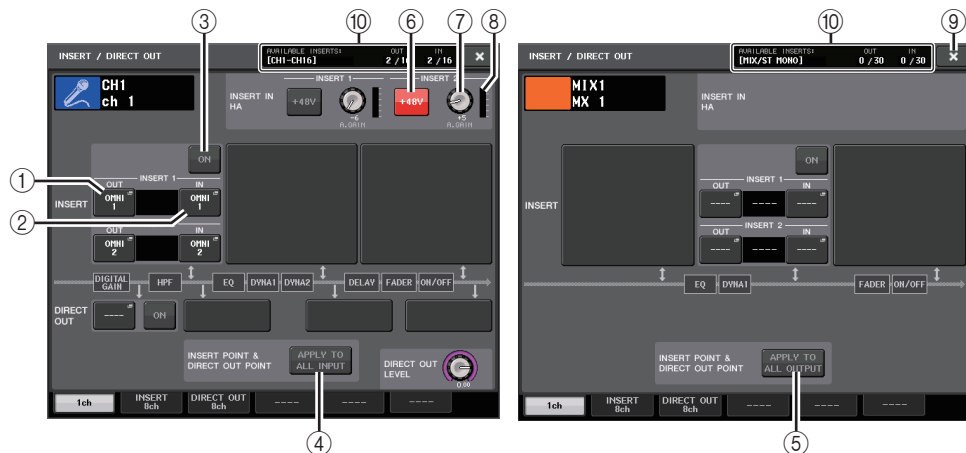 ③ ⑩ ⑥ ⑦ ⑧ ⑩ ⑨
INSERT / DIRECT OUT
AVAILABLE INSERTS: OUT IN
[CH1-CH16] 2 /16 2 /16
×
CH1
ch 1
INSERT IN
HA
INSERT 1
+48V
-6
A.GAIN
INSERT 2
+48V
+5
A.GAIN
ON
①
②
INSERT
INSERT 1
OUT IN
OMNI
1
OMNI
1
OUT IN
OMNI
2
OMNI
2
DIGITAL
GAIN
HPF
EQ
DYNA1
DYNA2
DELAY
FADER
ON/OFF
DIRECT
OUT
----
ON
INSERT POINT &
DIRECT OUT POINT
APPLY TO
ALL INPUT
DIRECT OUT
LEVEL
0.00
1ch
INSERT
8ch
DIRECT OUT
8ch
----
----
----
④
INSERT / DIRECT OUT
AVAILABLE INSERTS: OUT IN
[MIX/ST MONO] 0 /30 0 /30
×
MIX1
MX 1
INSERT IN
HA
INSERT
ON
INSERT 1
OUT IN
---- ---- ----
INSERT 2
OUT IN
---- ---- ----
EQ
DYNA1
FADER
ON/OFF
INSERT POINT &
DIRECT OUT POINT
APPLY TO
ALL OUTPUT
1ch
INSERT
8ch
DIRECT OUT
8ch
----
----
----
⑤